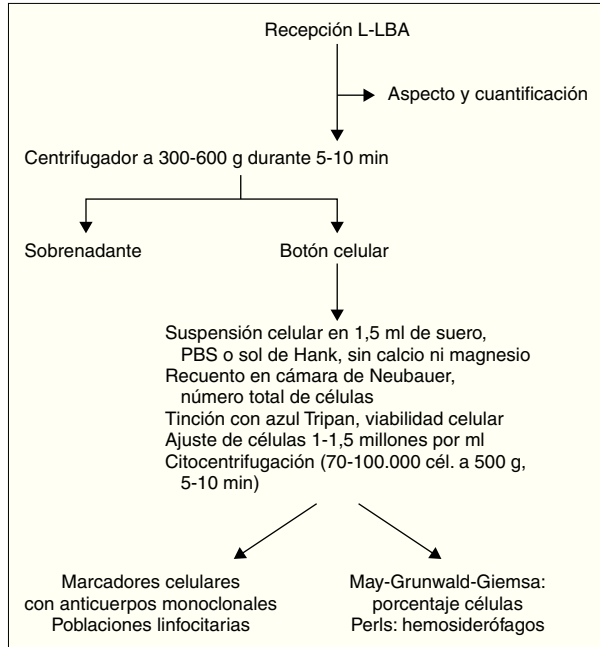 Recepción L-LBA
Aspecto y cuantificación
Centrifugador a 300-600 g durante 5-10 min
Sobrenadante
Botón celular
Suspensión celular en 1,5 ml de suero,
PBS o sol de Hank, sin calcio ni magnesio
Recuento en cámara de Neubauer,
número total de células
Tinción con azul Tripan, viabilidad celular
Ajuste de células 1-1,5 millones por ml
Citocentrifugación (70-100.000 cél. a 500 g,
5-10 min)
Marcadores celulares
con anticuerpos monoclonales
Poblaciones linfocitarias
May-Grunwald-Giemsa:
porcentaje células
Perls: hemosiderófagos